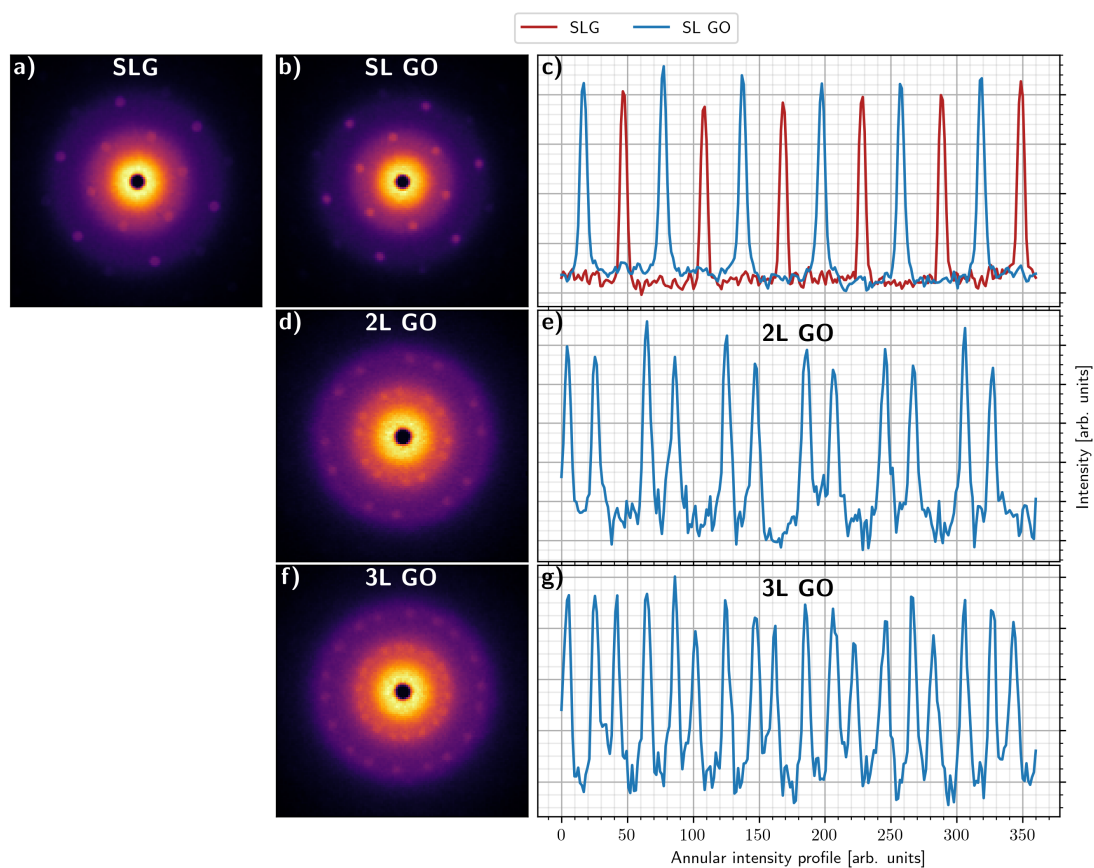 SLG SL GO
a) SLG b) SL GO c)
d) 2L GO e) 2L GO
Intensity [arb. units]
f) 3L GO g) 3L GO
0 50 100 150 200 250 300 350
Annular intensity profile [arb. units]